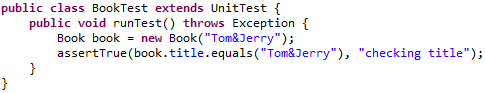 public class BookTest extends UnitTest {
    public void runTest() throws Exception {
        Book book = new Book("Tom&Jerry");
        assertTrue(book.title.equals("Tom&Jerry"), "checking title");
    }
}